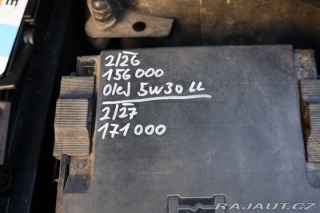 2/26
156 000
Olej 5W30 LL
2/27
171 000
RAJAUT.CZ